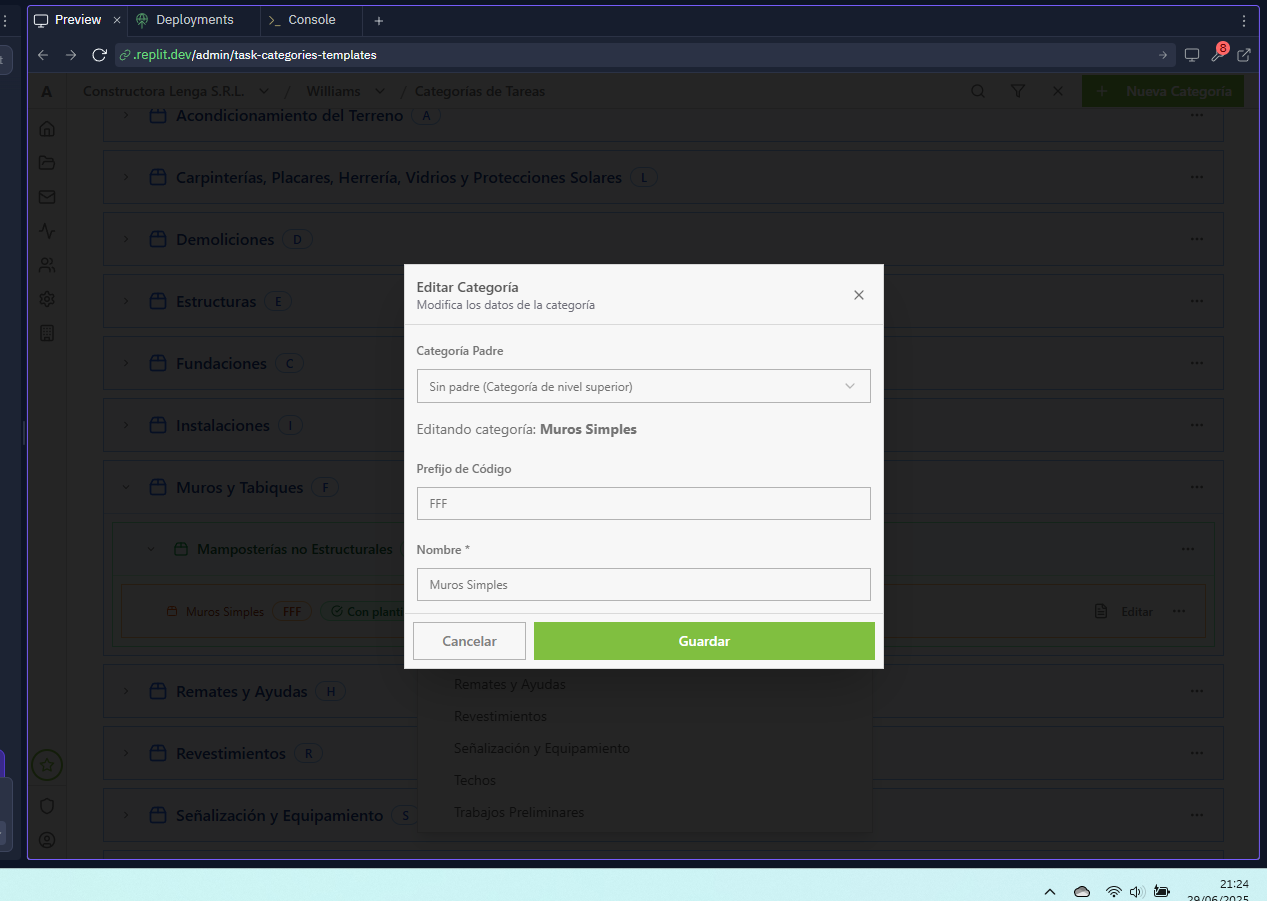 Preview
Deployments
Console
.replit.dev/admin/task-categories-templates
8
A
Constructora Lenga S.R.L. / Williams / Categorías de Tareas
Nueva Categoría
Acondicionamiento del Terreno A
Carpinterías, Placares, Herrería, Vidrios y Protecciones Solares L
Demoliciones D
Estructuras E
Fundaciones C
Instalaciones I
Muros y Tabiques F
Mamposterías no Estructurales
Muros Simples FFF Con planti
Editar
Remates y Ayudas H
Revestimientos R
Señalización y Equipamiento S
Editar Categoría
Modifica los datos de la categoría
Categoría Padre
Sin padre (Categoría de nivel superior)
Editando categoría: Muros Simples
Prefijo de Código
FFF
Nombre *
Muros Simples
Cancelar
Guardar
Remates y Ayudas
Revestimientos
Señalización y Equipamiento
Techos
Trabajos Preliminares
21:24
29/06/2025